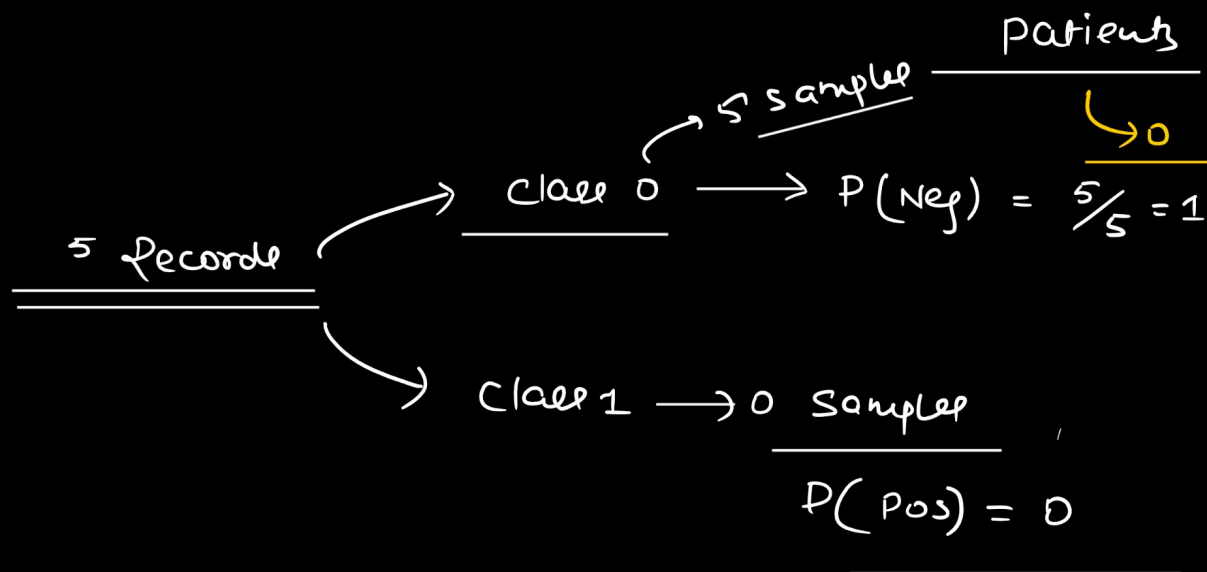 Patients
5 samples
0
Class 0 → P(Neg) = 5/5 = 1
5 Records
Class 1 → 0 Samples
P(Pos) = 0